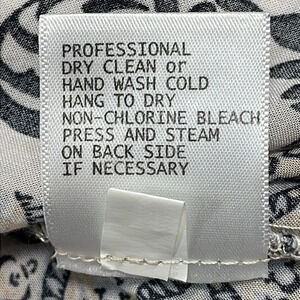 PROFESSIONAL
DRY CLEAN or
HAND WASH COLD
HANG TO DRY
NON-CHLORINE BLEACH
PRESS AND STEAM
ON BACK SIDE
IF NECESSARY